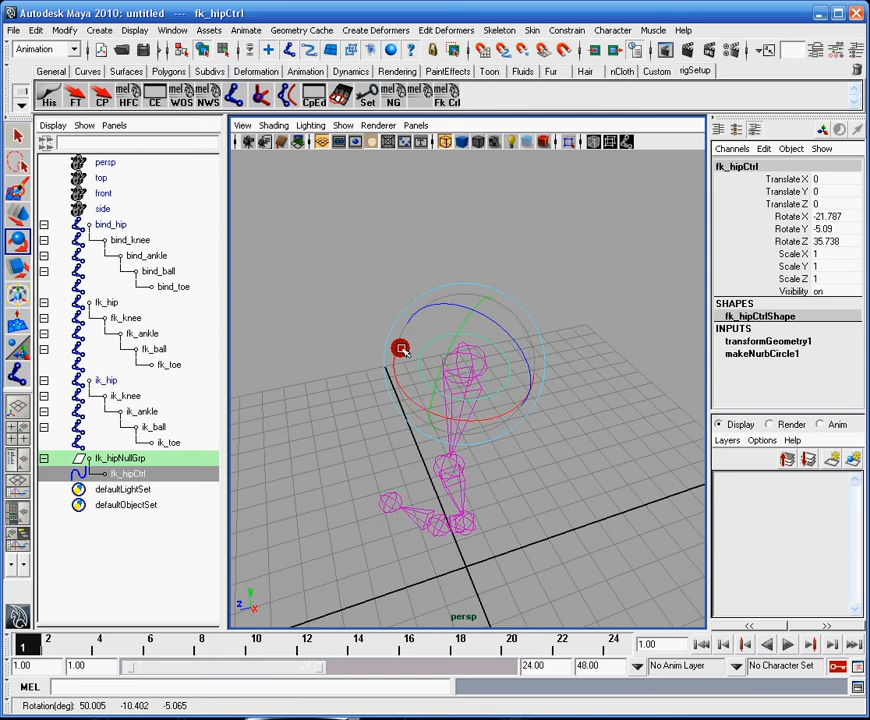 Autodesk Maya 2010: untitled --- fk_hipCtrl
File Edit Modify Create Display Window Assets Animate Geometry Cache Create Deformers Edit Deformers Skeleton Skin Constrain Character Muscle Help
Animation
General Curves Surfaces Polygons Subdivs Deformation Animation Dynamics Rendering PaintEffects Toon Fluids Fur Hair nCloth Custom rigSetup
His FT CP HFC CE WOS NWS CpEd Set NG Fk Crl
mel mel mel mel mel
Display Show Panels
View Shading Lighting Show Renderer Panels
Channels Edit Object Show
persp
top
front
side
bind_hip
bind_knee
bind_ankle
bind_ball
bind_toe
fk_hip
fk_knee
fk_ankle
fk_ball
fk_toe
ik_hip
ik_knee
ik_ankle
ik_ball
ik_toe
fk_hipNullGrp
fk_hipCtrl
defaultLightSet
defaultObjectSet
y
z x
persp
fk_hipCtrl
Translate X 0
Translate Y 0
Translate Z 0
Rotate X -21.787
Rotate Y -5.09
Rotate Z 35.738
Scale X 1
Scale Y 1
Scale Z 1
Visibility on
SHAPES
fk_hipCtrlShape
INPUTS
transformGeometry1
makeNurbCircle1
Display Render Anim
Layers Options Help
1 2 4 6 8 10 12 14 16 18 20 22 24 1.00
1.00 1.00 24.00 48.00 No Anim Layer No Character Set
MEL
Rotation(deg): 50.005 -10.402 -5.065